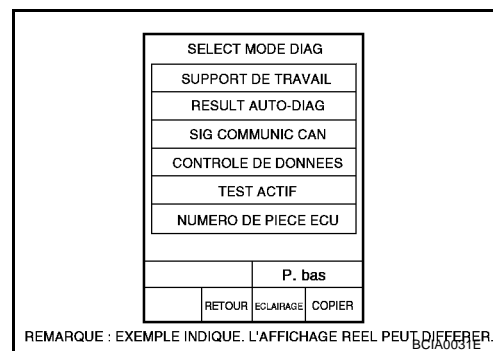 SELECT MODE DIAG
SUPPORT DE TRAVAIL
RESULT AUTO-DIAG
SIG COMMUNIC CAN
CONTROLE DE DONNEES
TEST ACTIF
NUMERO DE PIECE ECU
P. bas
RETOUR ECLAIRAGE COPIER
REMARQUE : EXEMPLE INDIQUE. L'AFFICHAGE REEL PEUT DIFFERER.
BCIA0031E